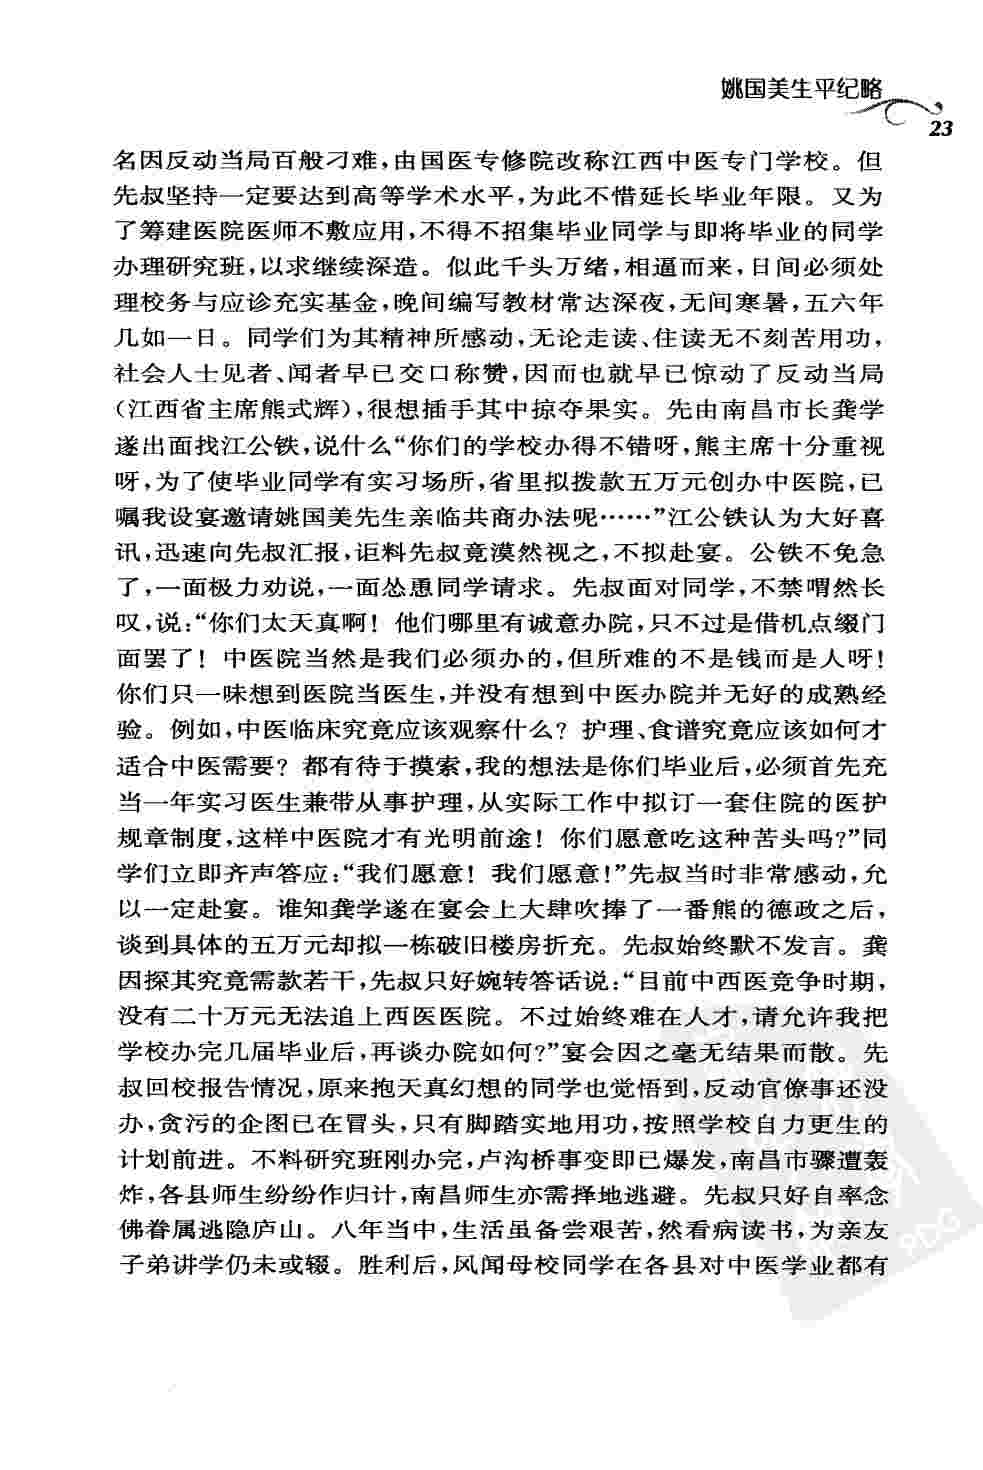 姚国美生平纪略
23
名因反动当局百般刁难,由国医专修院改称江西中医专门学校。但
先叔坚持一定要达到高等学术水平,为此不惜延长毕业年限。又为
了筹建医院医师不敷应用,不得不招集毕业同学与即将毕业的同学
办理研究班,以求继续深造。似此千头万绪,相逼而来,日间必须处
理校务与应诊充实基金,晚间编写教材常达深夜,无间寒暑,五六年
几如一日。同学们为其精神所感动,无论走读、住读无不刻苦用功,
社会人士见者、闻者早已交口称赞,因而也就早已惊动了反动当局
(江西省主席熊式辉),很想插手其中掠夺果实。先由南昌市长龚学
遂出面找江公铁,说什么“你们的学校办得不错呀,熊主席十分重视
呀,为了使毕业同学有实习场所,省里拟拨款五万元创办中医院,已
嘱我设宴邀请姚国美先生亲临共商办法呢……”江公铁认为大好喜
讯,迅速向先叔汇报,讵料先叔竟漠然视之,不拟赴宴。公铁不免急
了,一面极力劝说,一面怂恿同学请求。先叔面对同学,不禁喟然长
叹,说:“你们太天真啊!他们哪里有诚意办院,只不过是借机点缀门
面罢了!中医院当然是我们必须办的,但所难的不是钱而是人呀!
你们只一味想到医院当医生,并没有想到中医办院并无好的成熟经
验。例如,中医临床究竟应该观察什么?护理、食谱究竟应该如何才
适合中医需要?都有待于摸索,我的想法是你们毕业后,必须首先充
当一年实习医生兼带从事护理,从实际工作中拟订一套住院的医护
规章制度,这样中医院才有光明前途!你们愿意吃这种苦头吗?”同
学们立即齐声答应:“我们愿意!我们愿意!”先叔当时非常感动,允
以一定赴宴。谁知龚学遂在宴会上大肆吹捧了一番熊的德政之后,
谈到具体的五万元却拟一栋破旧楼房折充。先叔始终默不发言。龚
因探其究竟需款若干,先叔只好婉转答话说:“目前中西医竞争时期,
没有二十万元无法追上西医医院。不过始终难在人才,请允许我把
学校办完几届毕业后,再谈办院如何?”宴会因之毫无结果而散。先
叔回校报告情况,原来抱天真幻想的同学也觉悟到,反动官僚事还没
办,贪污的企图已在冒头,只有脚踏实地用功,按照学校自力更生的
计划前进。不料研究班刚办完,卢沟桥事变即已爆发,南昌市骤遭轰
炸,各县师生纷纷作归计,南昌师生亦需择地逃避。先叔只好自率念
佛眷属逃隐庐山。八年当中,生活虽备尝艰苦,然看病读书,为亲友
子弟讲学仍未或辍。胜利后,风闻母校同学在各县对中医学业都有
PDG